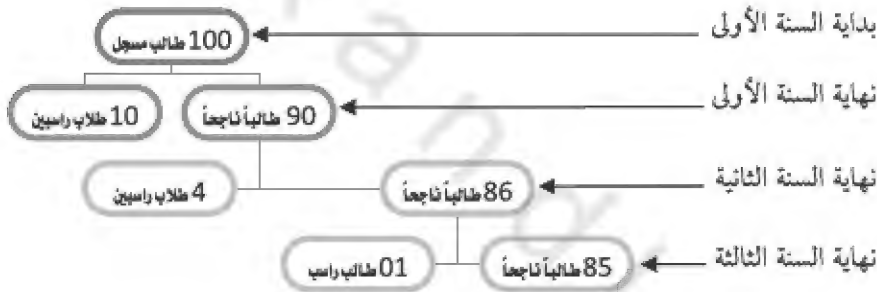 بداية السنة الأولى
100 طالب مسجل
نهاية السنة الأولى
90 طالباً ناجحاً
10 طلاب راسبين
نهاية السنة الثانية
86 طالباً ناجحاً
4 طلاب راسبين
نهاية السنة الثالثة
85 طالباً ناجحاً
01 طالب راسب